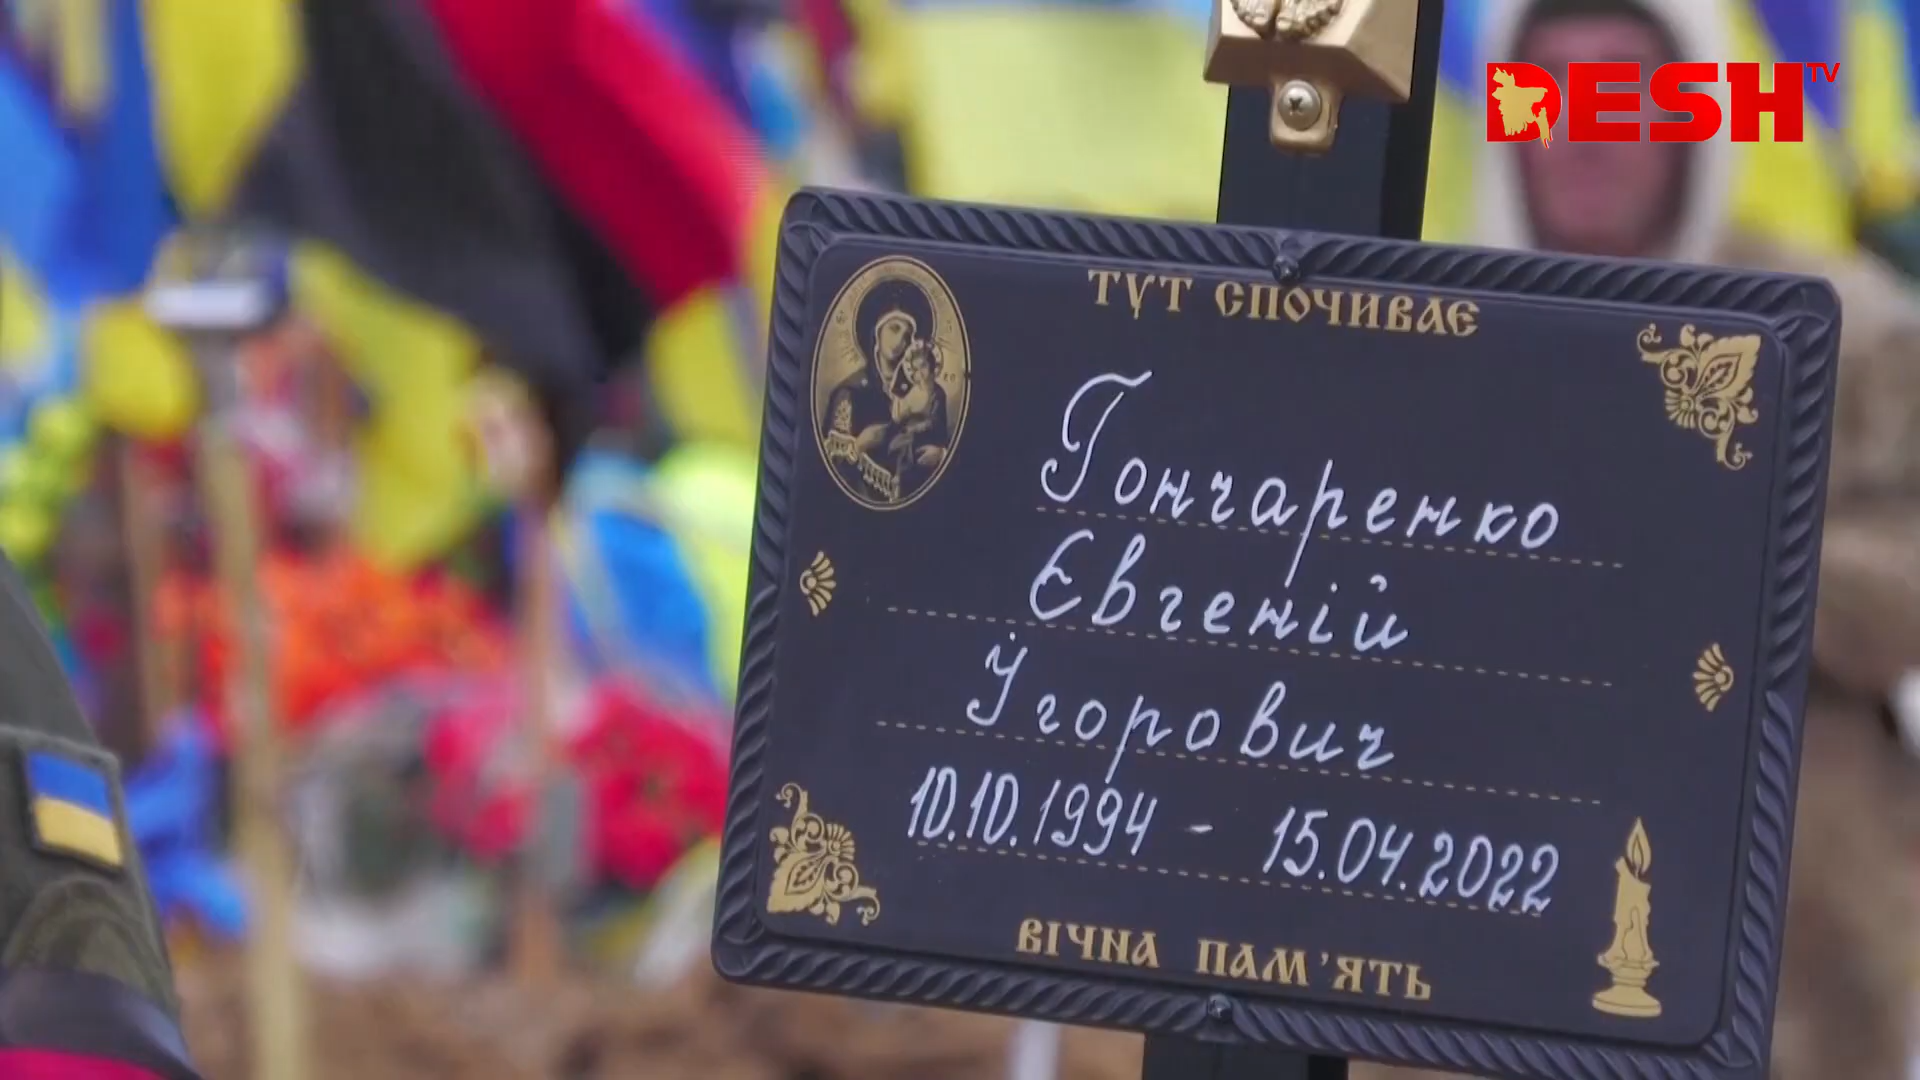 DESH TV
ТУТ СПОЧИВАЄ
Гончаренко
Євгеній
Ігорович
10.10.1994 - 15.04.2022
ВІЧНА ПАМ'ЯТЬ